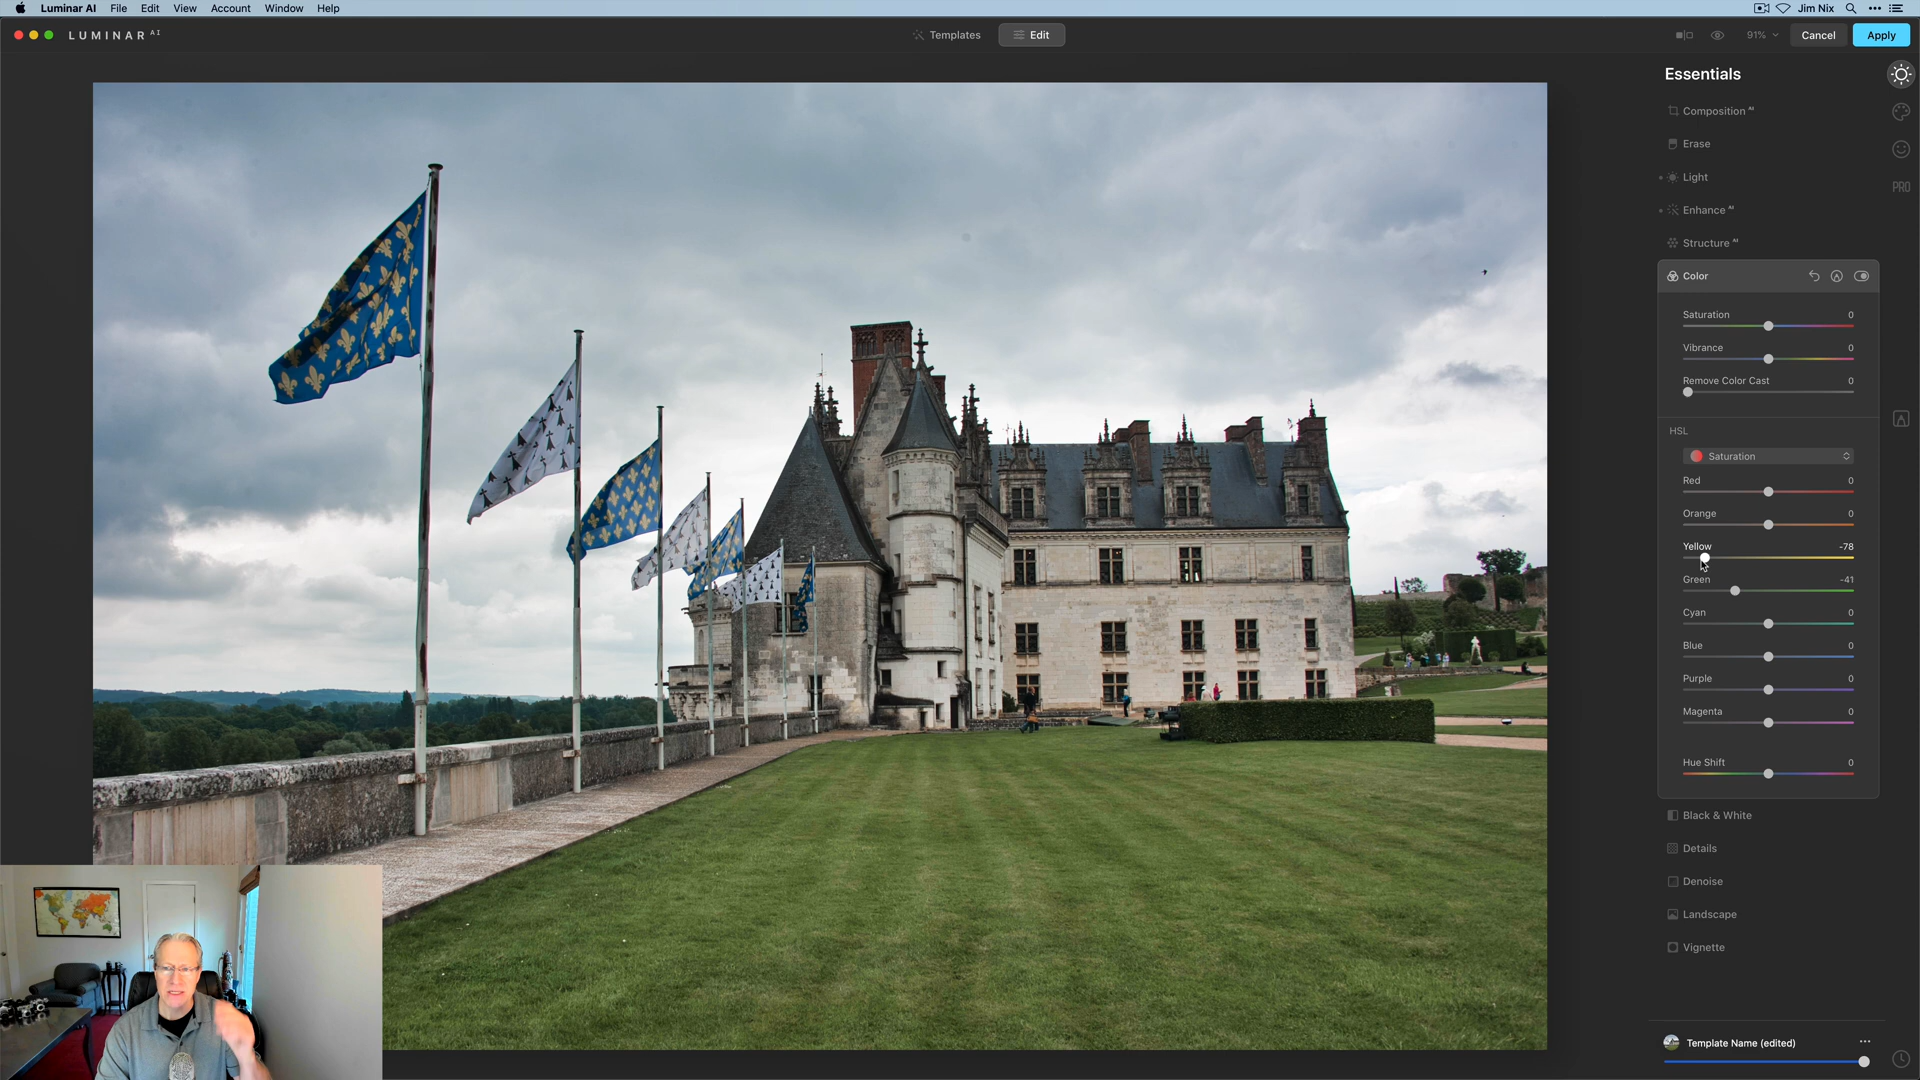 Luminar AI File Edit View Account Window Help Jim Nix
LUMINAR AI Templates Edit 91% Cancel Apply
Essentials
Composition AI
Erase
PRO
Light
Enhance AI
Structure AI
Color
Saturation 0
Vibrance 0
Remove Color Cast 0
HSL
Saturation
Red 0
Orange 0
Yellow -78
Green -41
Cyan 0
Blue 0
Purple 0
Magenta 0
Hue Shift 0
Black & White
Details
Denoise
Landscape
Vignette
Template Name (edited)